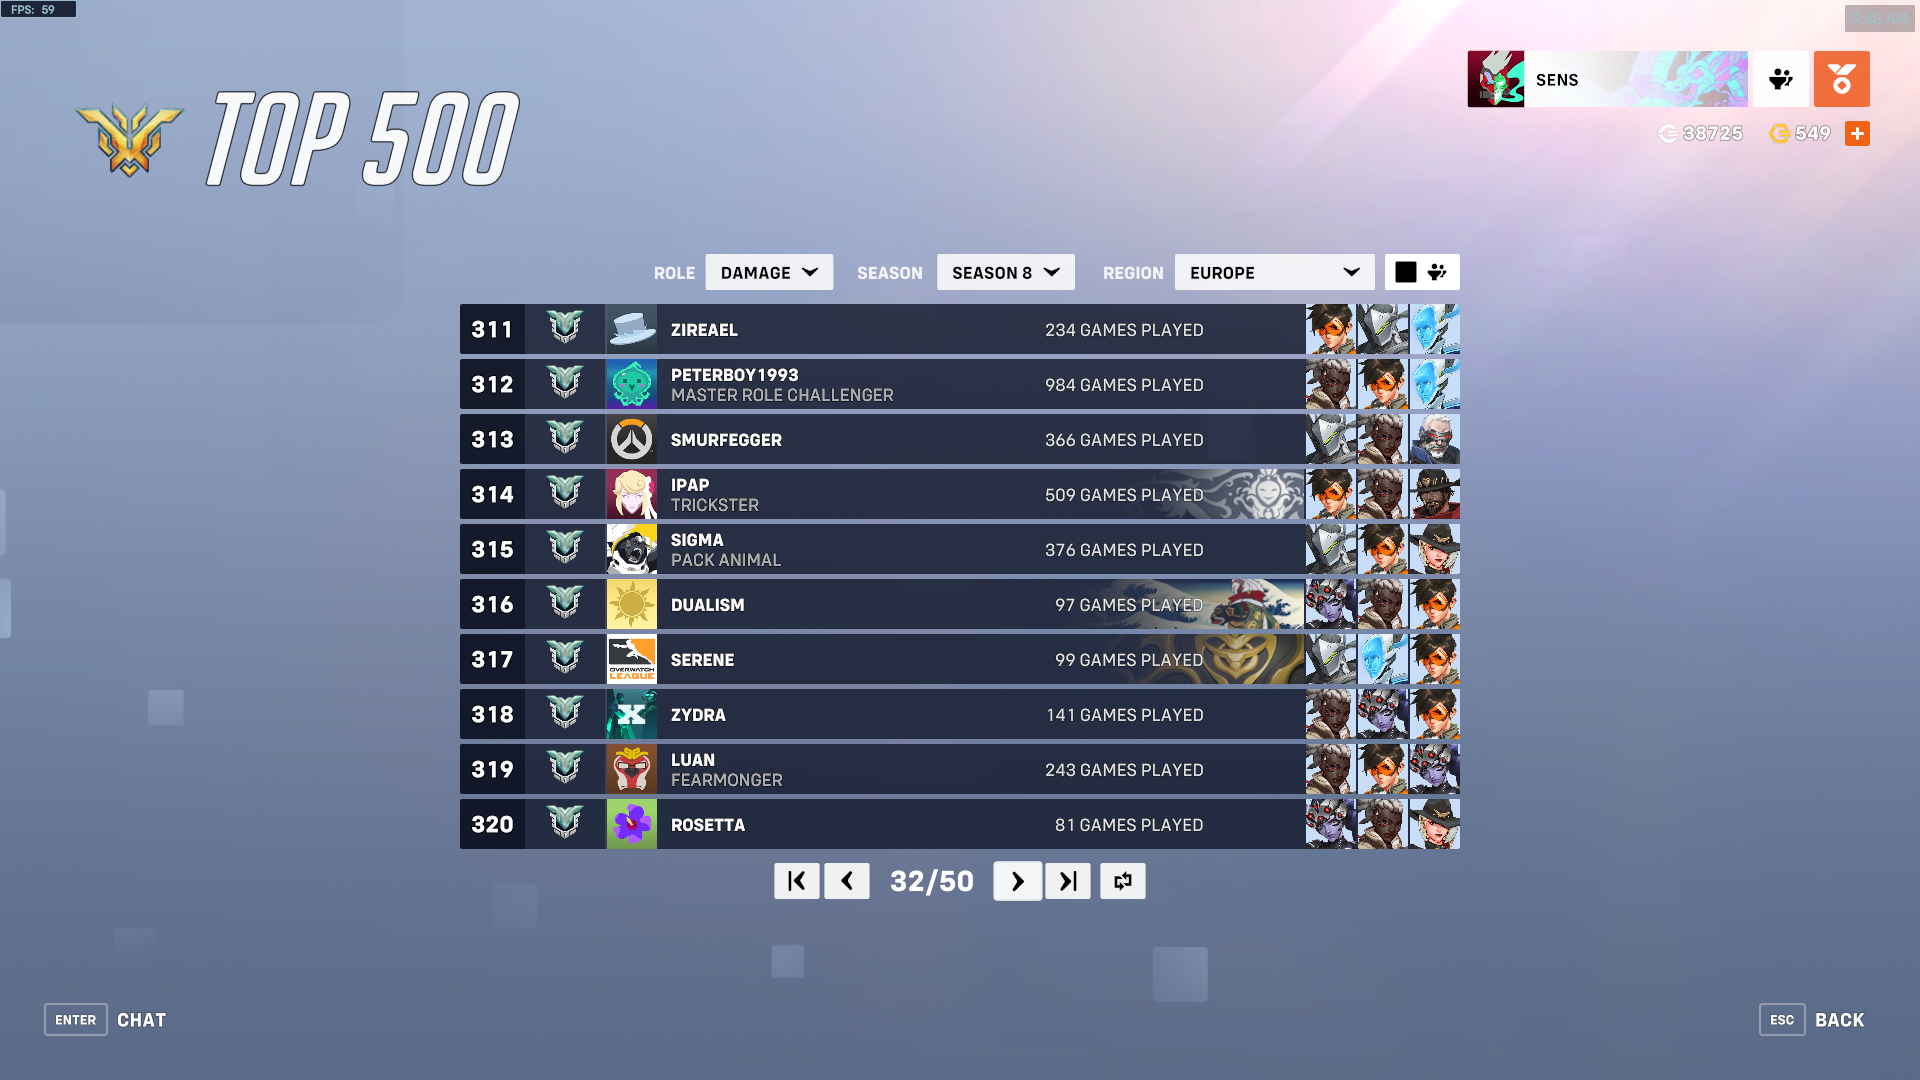 FPS: 59
9:46 AM
TOP 500
SENS
38725 549
ROLE DAMAGE SEASON SEASON 8 REGION EUROPE
311 ZIREAEL 234 GAMES PLAYED
312 PETERBOY1993 984 GAMES PLAYED
MASTER ROLE CHALLENGER
313 SMURFEGGER 366 GAMES PLAYED
314 IPAP 509 GAMES PLAYED
TRICKSTER
315 SIGMA 376 GAMES PLAYED
PACK ANIMAL
316 DUALISM 97 GAMES PLAYED
317 OVERWATCH LEAGUE SERENE 99 GAMES PLAYED
318 ZYDRA 141 GAMES PLAYED
319 LUAN 243 GAMES PLAYED
FEARMONGER
320 ROSETTA 81 GAMES PLAYED
32/50
ENTER CHAT
ESC BACK